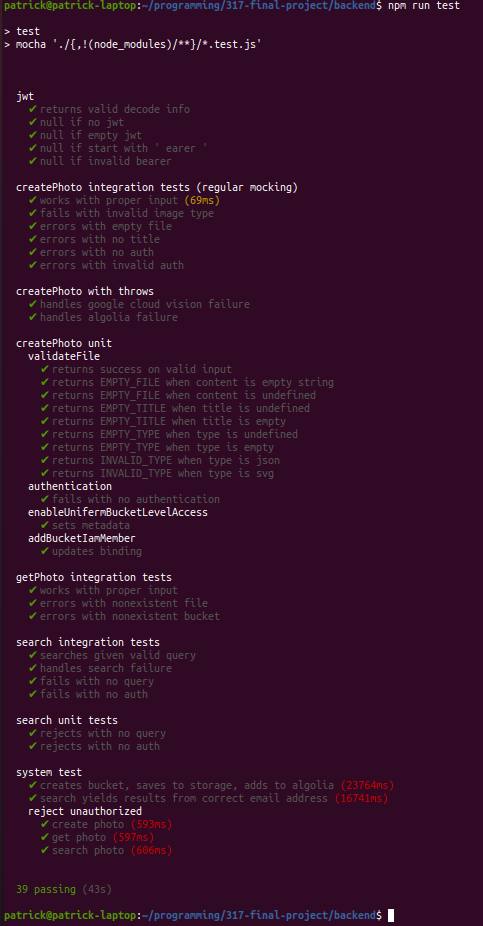 patrick@patrick-laptop:~/programming/317-final-project/backend$ npm run test
> test
> mocha './{,!(node_modules)/**}/*.test.js'
jwt
✔ returns valid decode info
✔ null if no jwt
✔ null if empty jwt
✔ null if start with ' earer '
✔ null if invalid bearer
createPhoto integration tests (regular mocking)
✔ works with proper input (69ms)
✔ fails with invalid image type
✔ errors with empty file
✔ errors with no title
✔ errors with no auth
✔ errors with invalid auth
createPhoto with throws
✔ handles google cloud vision failure
✔ handles algolia failure
createPhoto unit
validateFile
✔ returns success on valid input
✔ returns EMPTY_FILE when content is empty string
✔ returns EMPTY_FILE when content is undefined
✔ returns EMPTY_TITLE when title is undefined
✔ returns EMPTY_TITLE when title is empty
✔ returns EMPTY_TYPE when type is undefined
✔ returns EMPTY_TYPE when type is empty
✔ returns INVALID_TYPE when type is json
✔ returns INVALID_TYPE when type is svg
authentication
✔ fails with no authentication
enableUnifermBucketLevelAccess
✔ sets metadata
addBucketIamMember
✔ updates binding
getPhoto integration tests
✔ works with proper input
✔ errors with nonexistent file
✔ errors with nonexistent bucket
search integration tests
✔ searches given valid query
✔ handles search failure
✔ fails with no query
✔ fails with no auth
search unit tests
✔ rejects with no query
✔ rejects with no auth
system test
✔ creates bucket, saves to storage, adds to algolia (23764ms)
✔ search yields results from correct email address (16741ms)
reject unauthorized
✔ create photo (593ms)
✔ get photo (597ms)
✔ search photo (606ms)
39 passing (43s)
patrick@patrick-laptop:~/programming/317-final-project/backend$